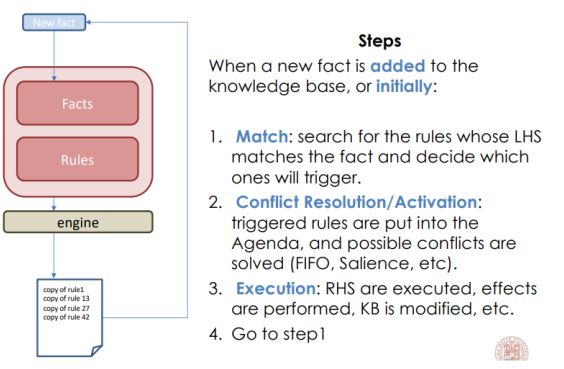 New fact
Facts
Rules
engine
copy of rule1
copy of rule 13
copy of rule 27
copy of rule 42
Steps
When a new fact is added to the
knowledge base, or initially:
1. Match: search for the rules whose LHS
matches the fact and decide which
ones will trigger.
2. Conflict Resolution/Activation:
triggered rules are put into the
Agenda, and possible conflicts are
solved (FIFO, Salience, etc).
3. Execution: RHS are executed, effects
are performed, KB is modified, etc.
4. Go to step1